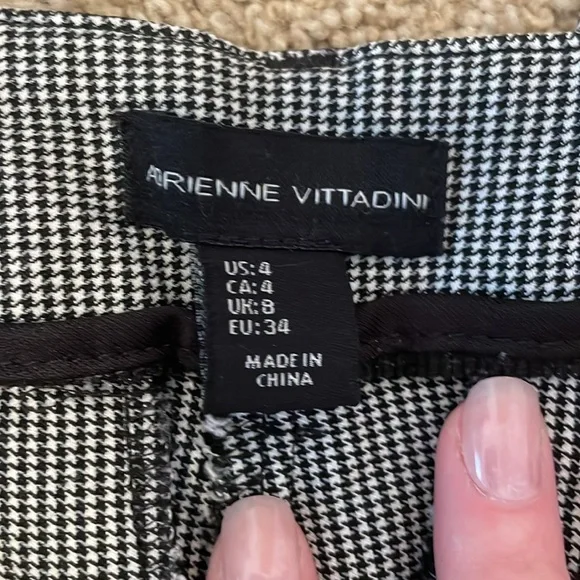 ADRIENNE VITTADINI
US: 4
CA: 4
UK: 8
EU: 34
MADE IN
CHINA